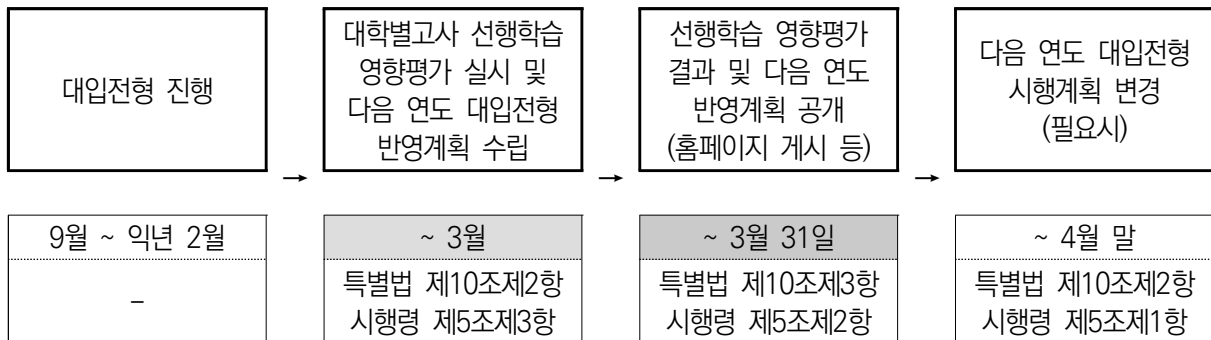 대입전형 진행
→
대학별고사 선행학습
영향평가 실시 및
다음 연도 대입전형
반영계획 수립
→
선행학습 영향평가
결과 및 다음 연도
반영계획 공개
(홈페이지 게시 등)
→
다음 연도 대입전형
시행계획 변경
(필요시)
9월 ~ 익년 2월
-
~ 3월
특별법 제10조제2항
시행령 제5조제3항
~ 3월 31일
특별법 제10조제3항
시행령 제5조제2항
~ 4월 말
특별법 제10조제2항
시행령 제5조제1항